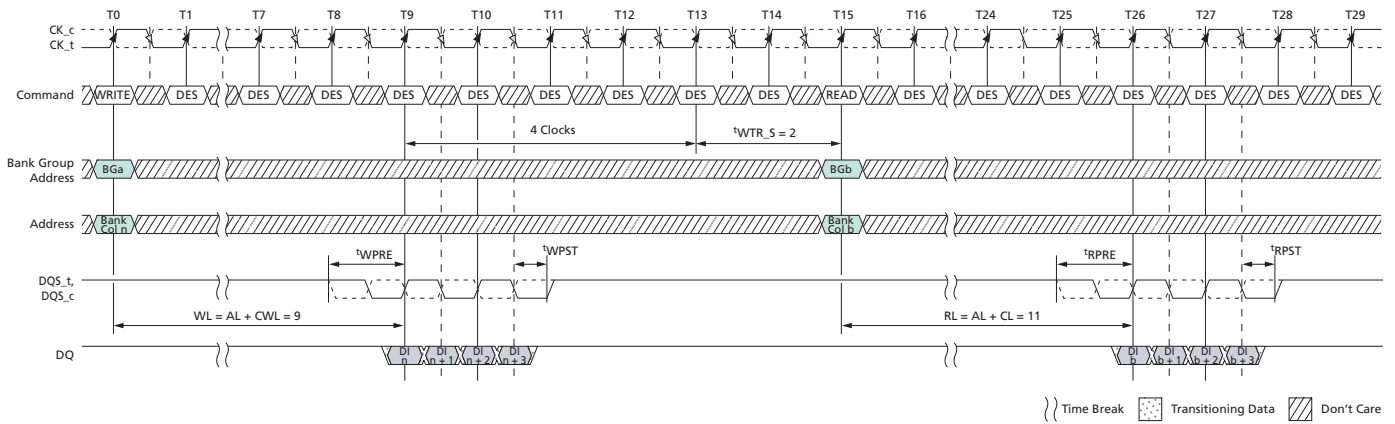 T0 T1 T7 T8 T9 T10 T11 T12 T13 T14 T15 T16 T24 T25 T26 T27 T28 T29
CK_c
CK_t
Command WRITE DES DES DES DES DES DES DES DES DES READ DES DES DES DES DES DES DES
4 Clocks tWTR_S = 2
Bank Group
Address BGa BGb
Address Bank
Col n Bank
Col b
tWPRE tWPST tRPRE tRPST
DQS_t,
DQS_c
WL = AL + CWL = 9 RL = AL + CL = 11
DQ DI
n DI
n + 1 DI
n + 2 DI
n + 3 DI
b DI
b + 1 DI
b + 2 DI
b + 3
Time Break Transitioning Data Don't Care